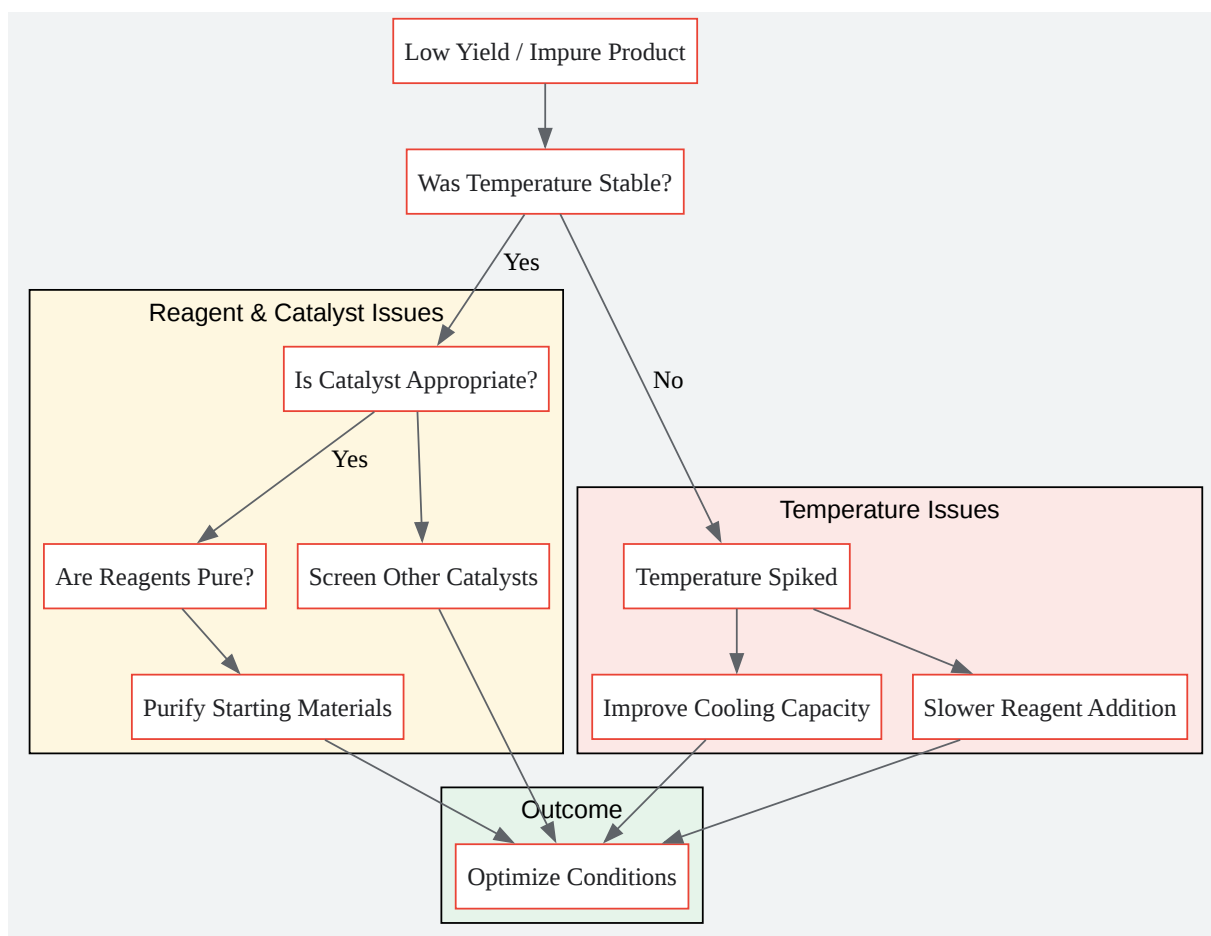 Low Yield / Impure Product
Was Temperature Stable?
Yes
Reagent & Catalyst Issues
Is Catalyst Appropriate?
No
Yes
Temperature Issues
Are Reagents Pure?
Screen Other Catalysts
Temperature Spiked
Purify Starting Materials
Improve Cooling Capacity
Slower Reagent Addition
Outcome
Optimize Conditions